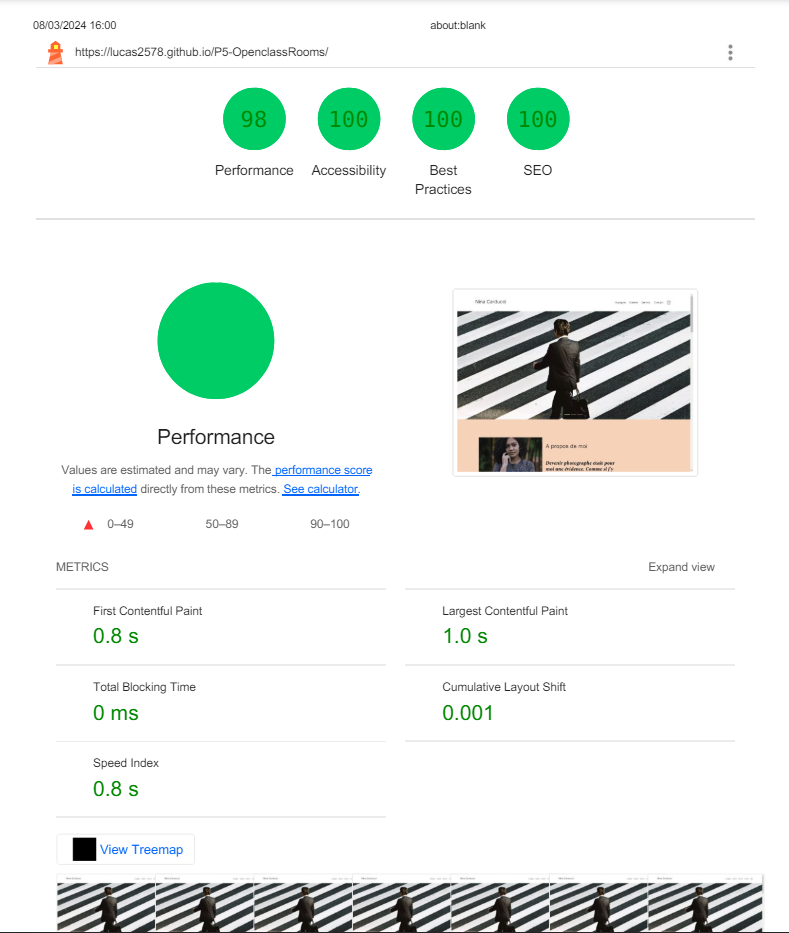 08/03/2024 16:00
about:blank
https://lucas2578.github.io/P5-OpenclassRooms/
98
100
100
100
Performance
Accessibility
Best
Practices
SEO
Performance
Values are estimated and may vary. The performance score
is calculated directly from these metrics. See calculator.
0–49
50–89
90–100
Nina Carducci
A propos de moi
Devenir photographe était pour
moi une évidence. Comme si j'y
METRICS
Expand view
First Contentful Paint
0.8 s
Largest Contentful Paint
1.0 s
Total Blocking Time
0 ms
Cumulative Layout Shift
0.001
Speed Index
0.8 s
View Treemap